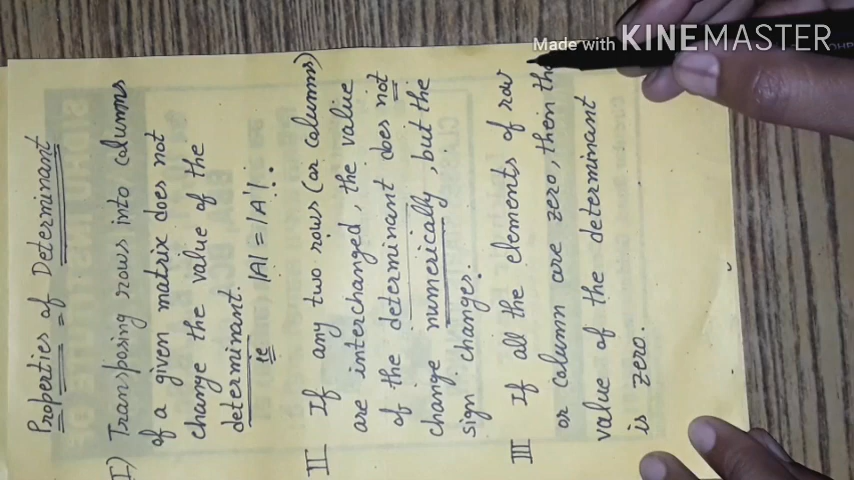 Made with KINEMASTER
Properties of Determinant
I) Transposing rows into columns
of a given matrix does not
change the value of the
determinant.
ie |A| = |A'|.
II If any two rows (or columns)
are interchanged, the value
of the determinant does not
change numerically, but the
sign changes.
III If all the elements of row
or column are zero, then the
value of the determinant
is zero.